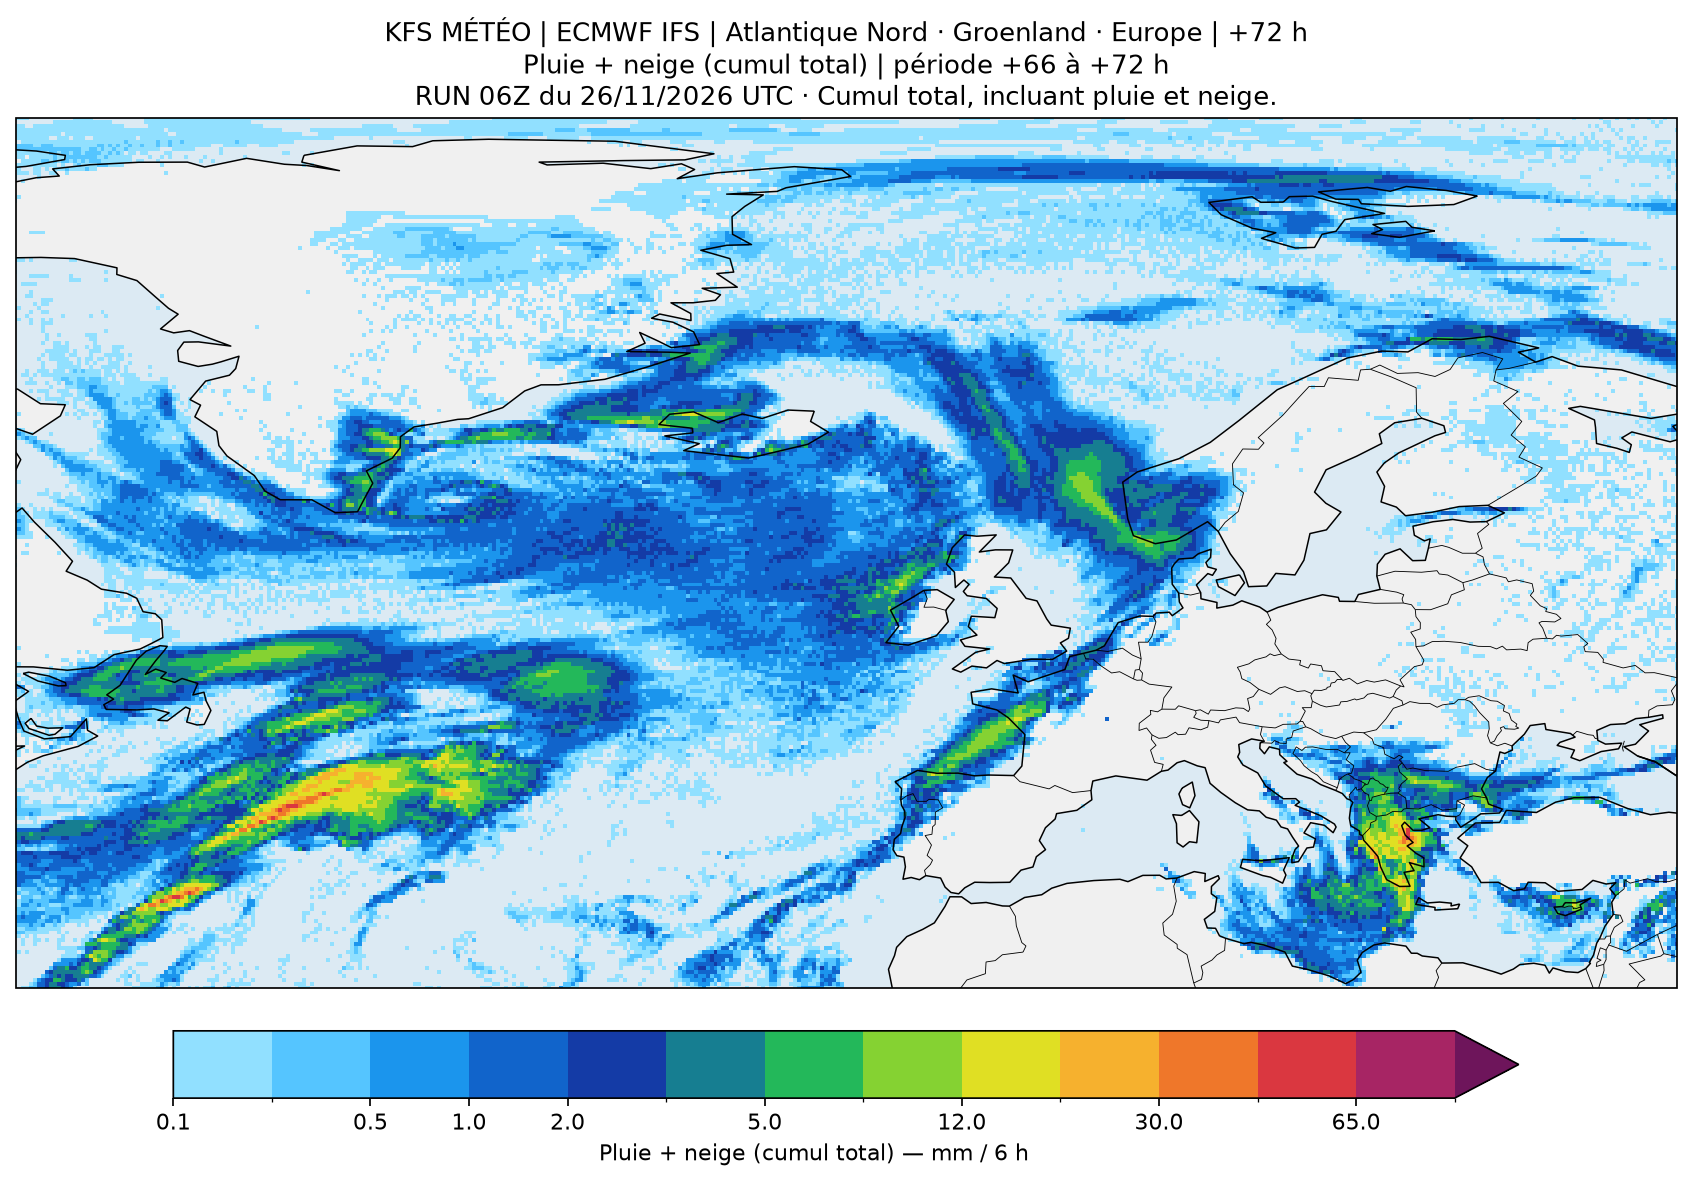 KFS MÉTÉO | ECMWF IFS | Atlantique Nord · Groenland · Europe | +72 h
Pluie + neige (cumul total) | période +66 à +72 h
RUN 06Z du 26/11/2026 UTC · Cumul total, incluant pluie et neige.
0.1 0.5 1.0 2.0 5.0 12.0 30.0 65.0
Pluie + neige (cumul total) — mm / 6 h